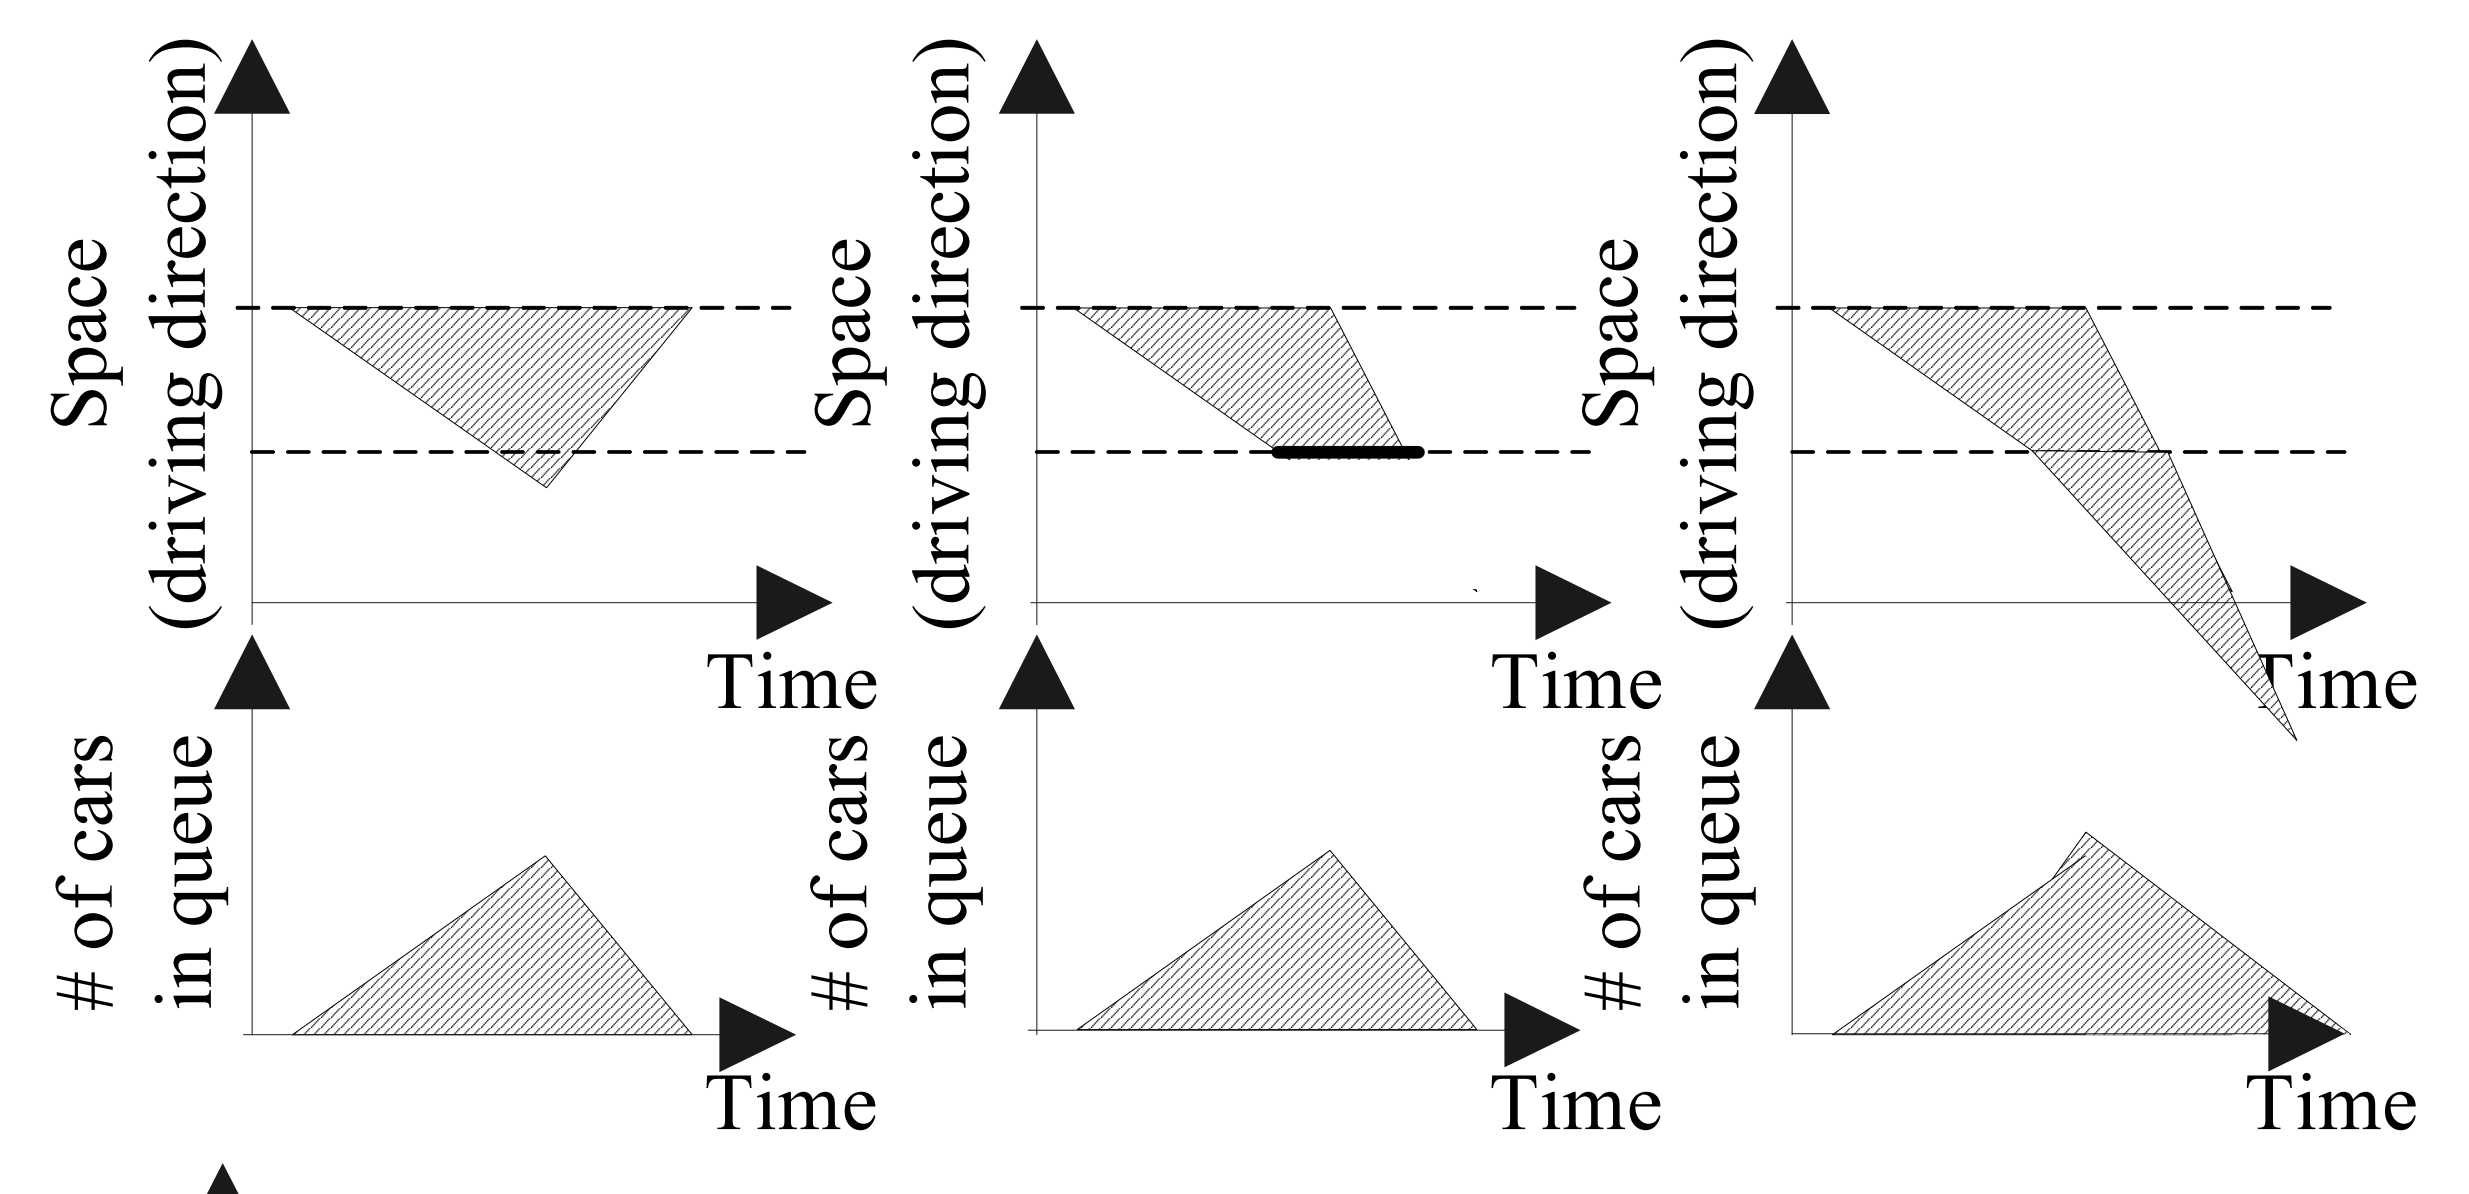 Space
(driving direction)
Space
(driving direction)
Space
(driving direction)
Time
Time
Time
# of cars
in queue
# of cars
in queue
# of cars
in queue
Time
Time
Time